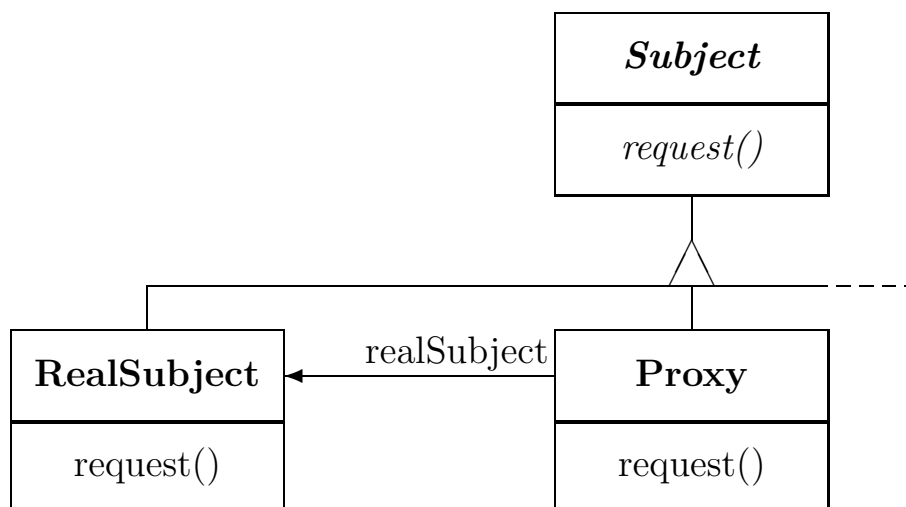 Subject
request()
realSubject
RealSubject
Proxy
request()
request()